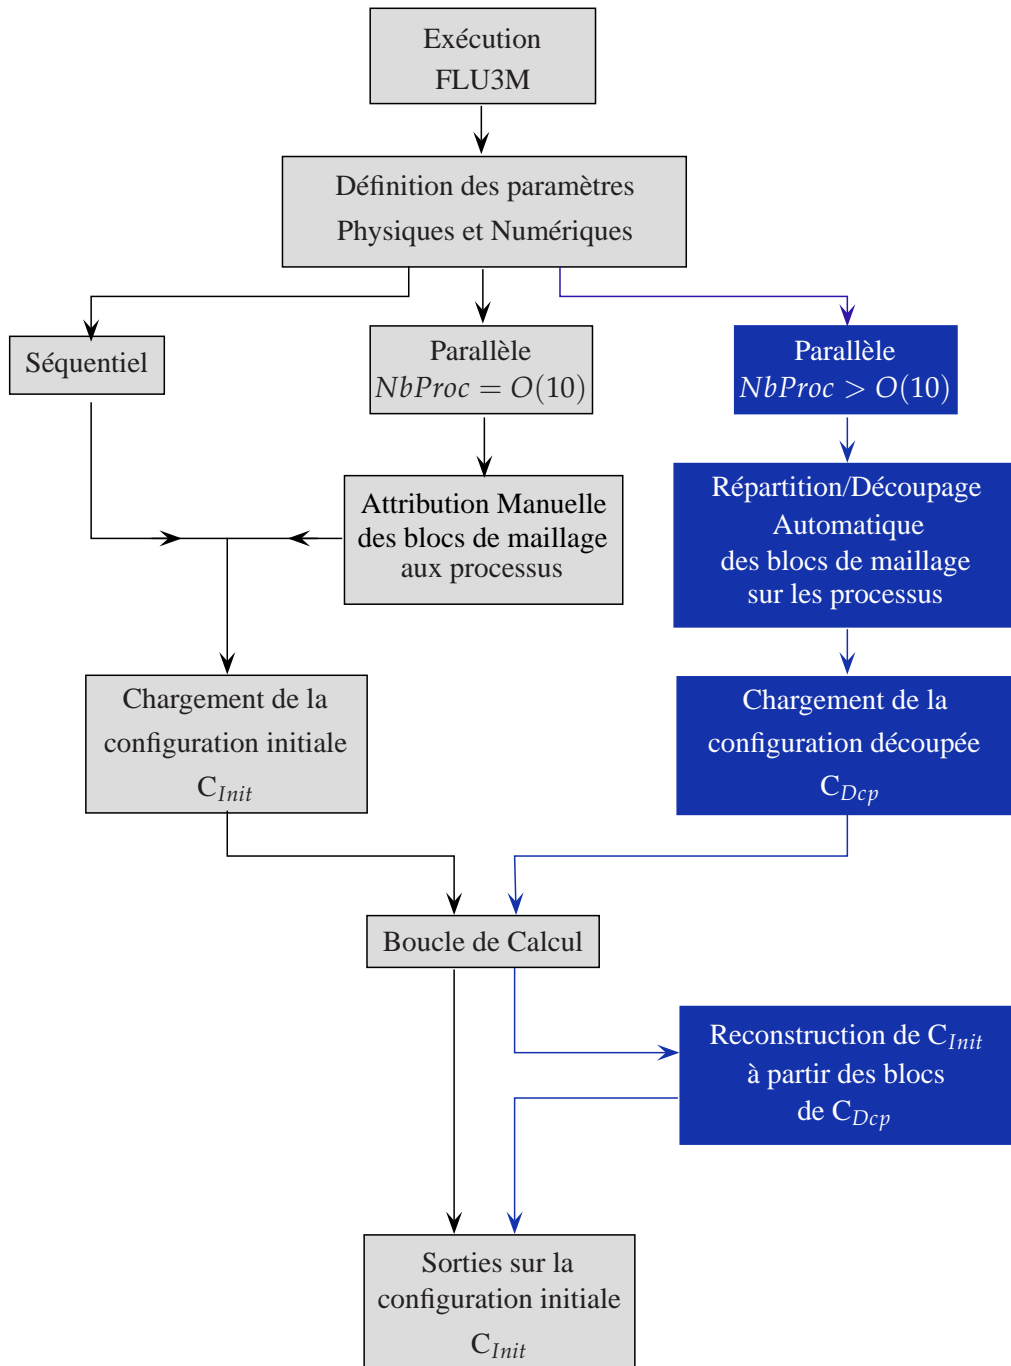 Exécution
FLU3M
Définition des paramètres
Physiques et Numériques
Séquentiel
Parallèle
NbProc = O(10)
Parallèle
NbProc > O(10)
Attribution Manuelle
des blocs de maillage
aux processus
Répartition/Découpage
Automatique
des blocs de maillage
sur les processus
Chargement de la
configuration initiale
C_Init
Chargement de la
configuration découpée
C_Dcp
Boucle de Calcul
Reconstruction de C_Init
à partir des blocs
de C_Dcp
Sorties sur la
configuration initiale
C_Init